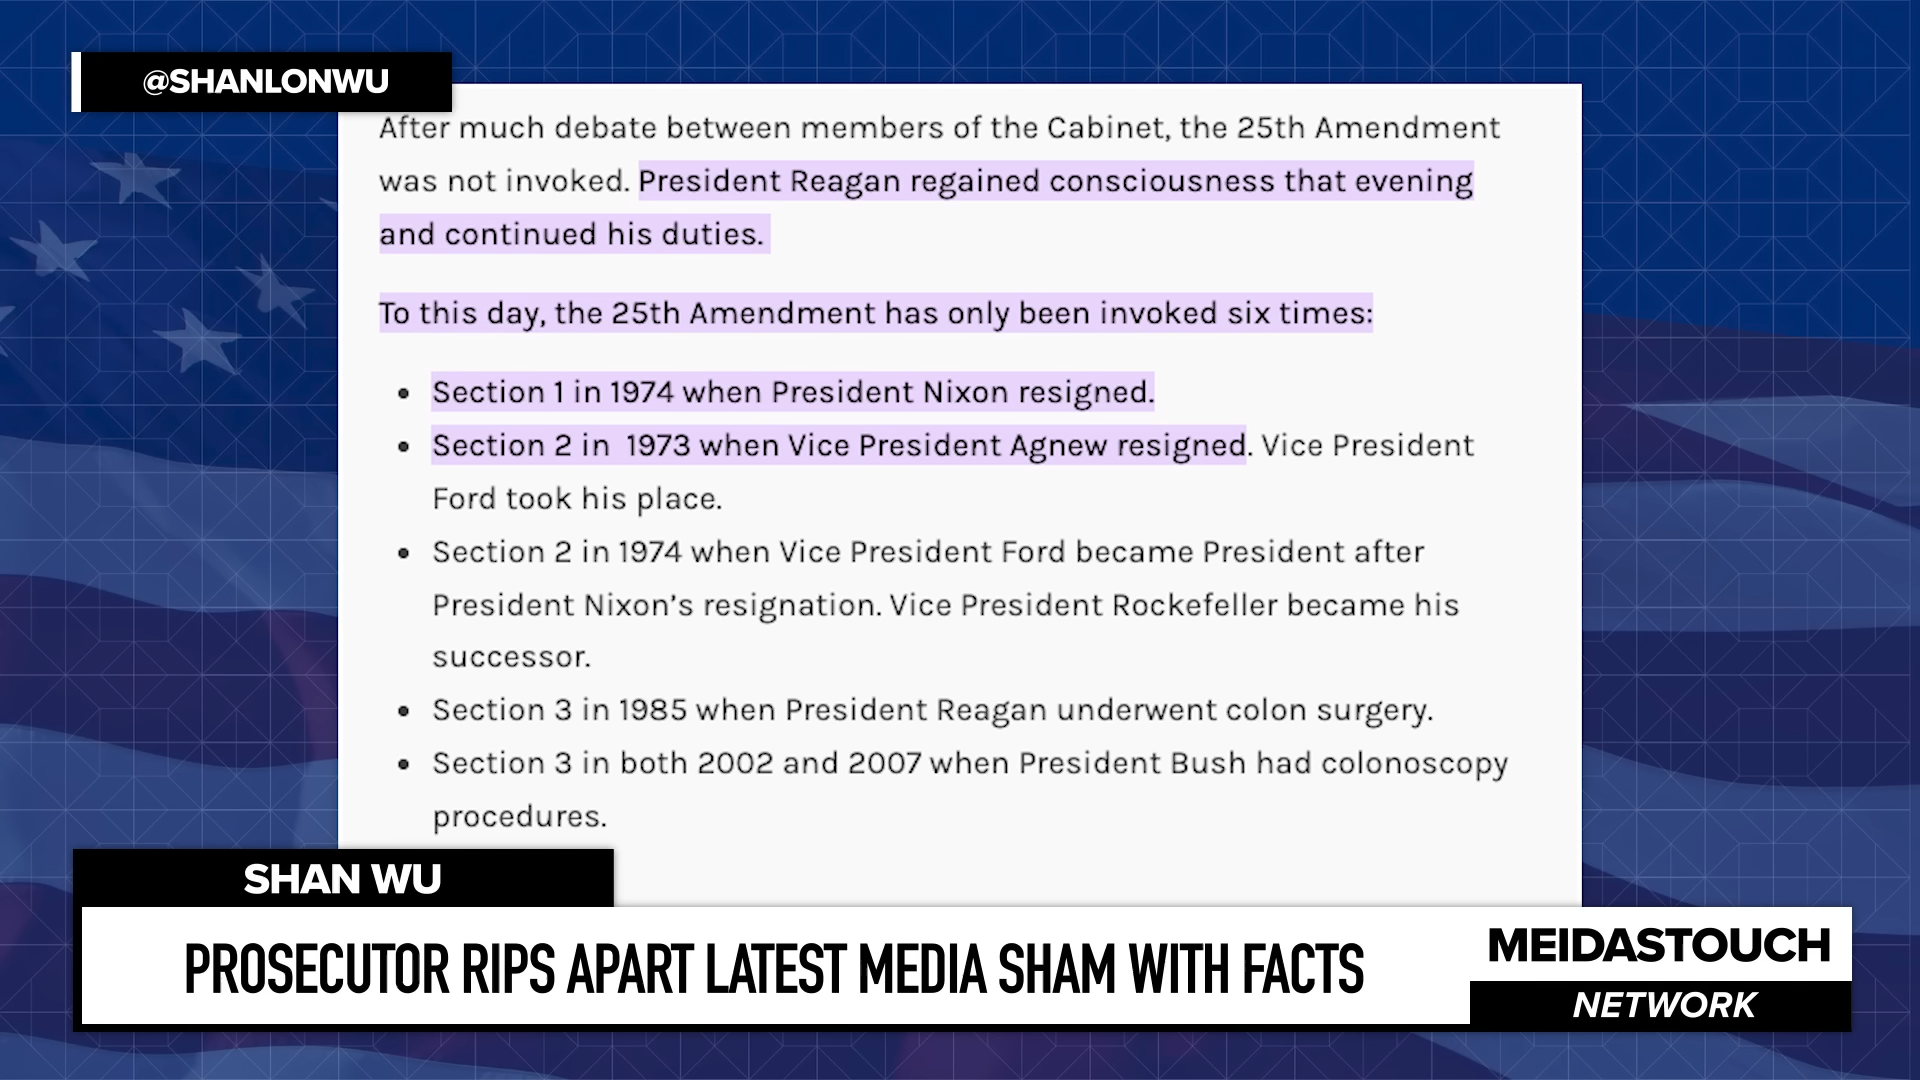 @SHANLONWU
After much debate between members of the Cabinet, the 25th Amendment
was not invoked. President Reagan regained consciousness that evening
and continued his duties.
To this day, the 25th Amendment has only been invoked six times:
• Section 1 in 1974 when President Nixon resigned.
• Section 2 in  1973 when Vice President Agnew resigned. Vice President
Ford took his place.
• Section 2 in 1974 when Vice President Ford became President after
President Nixon’s resignation. Vice President Rockefeller became his
successor.
• Section 3 in 1985 when President Reagan underwent colon surgery.
• Section 3 in both 2002 and 2007 when President Bush had colonoscopy
procedures.
SHAN WU
PROSECUTOR RIPS APART LATEST MEDIA SHAM WITH FACTS
MEIDASTOUCH
NETWORK